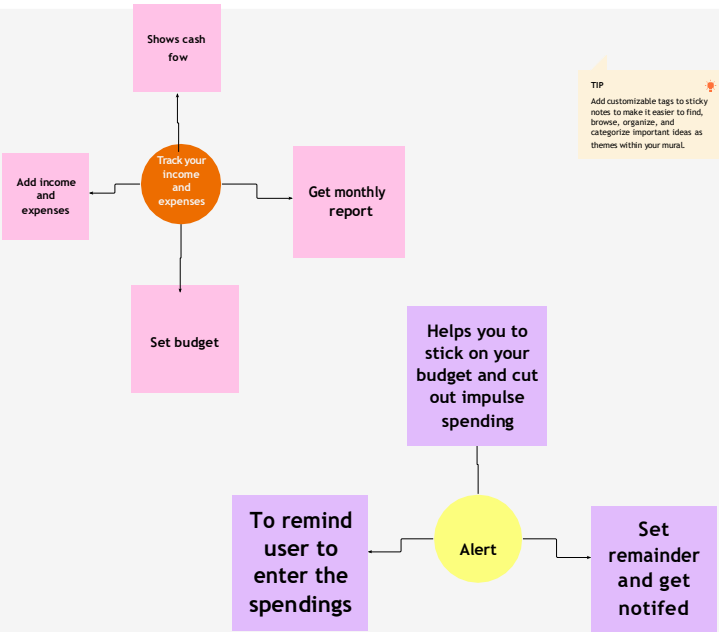 Shows cash
fow
TIP
Add customizable tags to sticky
notes to make it easier to find,
browse, organize, and
categorize important ideas as
themes within your mural.
Track your
income
and
expenses
Add income
and
expenses
Get monthly
report
Set budget
Helps you to
stick on your
budget and cut
out impulse
spending
To remind
user to
enter the
spendings
Alert
Set
remainder
and get
notifed